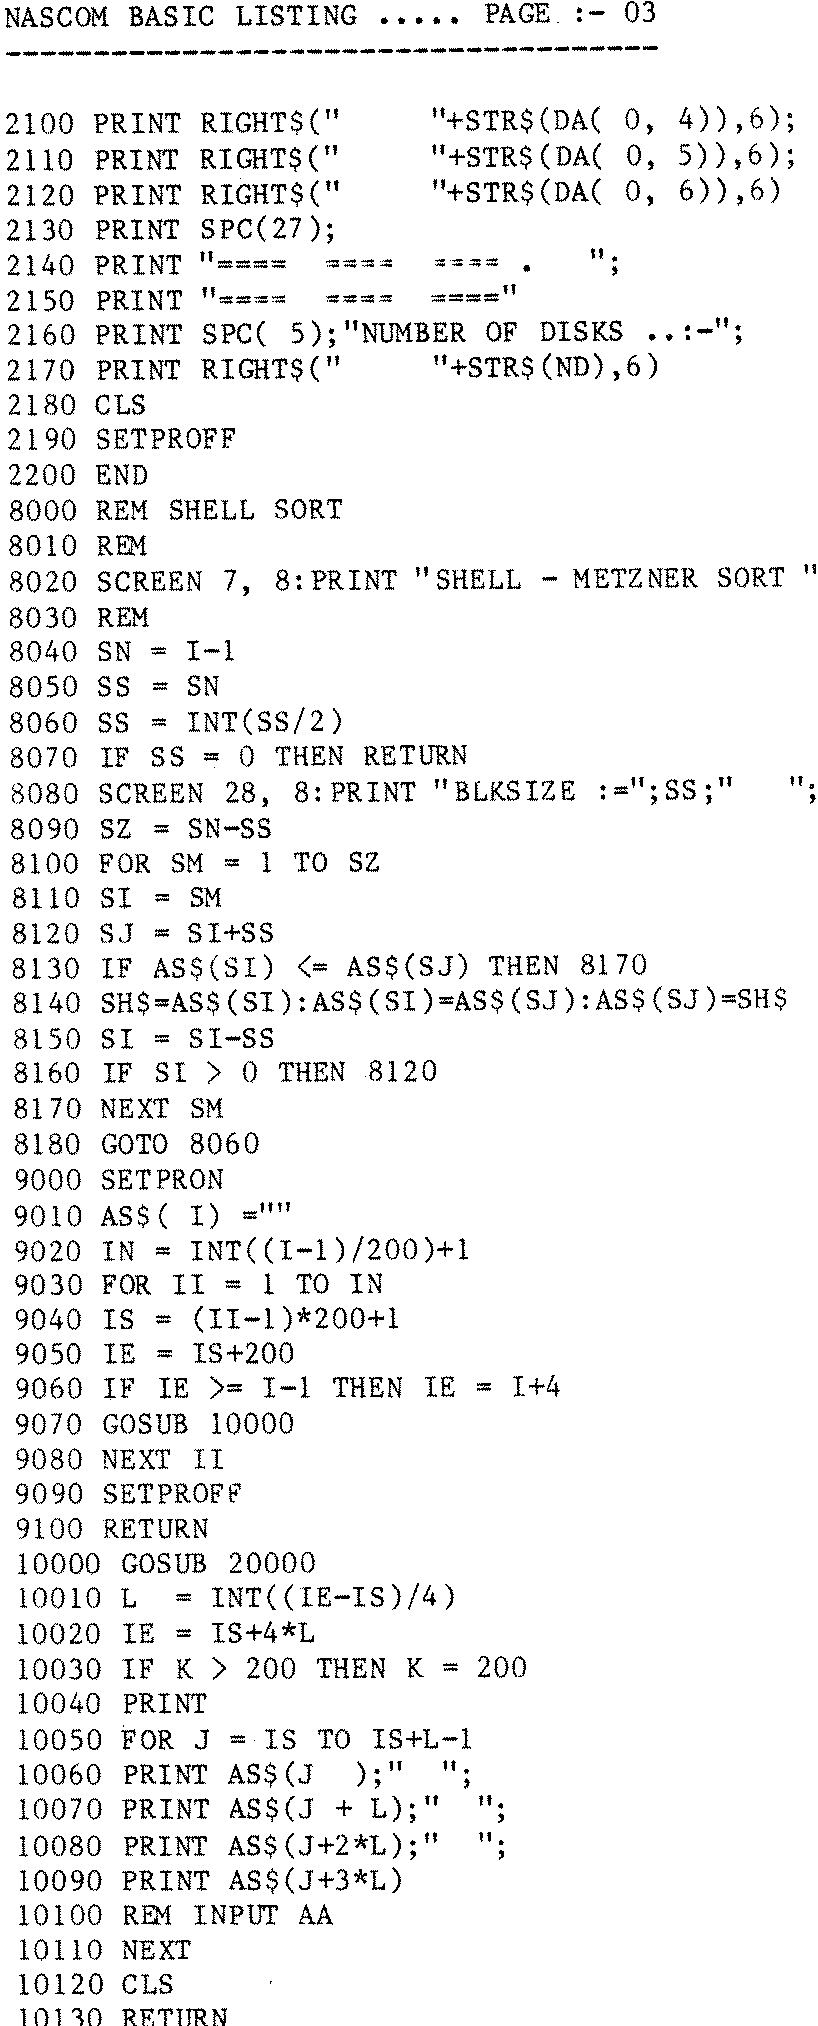 NASCOM BASIC LISTING ..... PAGE :- 03
-------------------------------------
2100 PRINT RIGHT$("      "+STR$(DA( 0, 4)),6);
2110 PRINT RIGHT$("      "+STR$(DA( 0, 5)),6);
2120 PRINT RIGHT$("      "+STR$(DA( 0, 6)),6)
2130 PRINT SPC(27);
2140 PRINT "====  ====  ==== .   ";
2150 PRINT "====  ====  ===="
2160 PRINT SPC( 5);"NUMBER OF DISKS ..:-";
2170 PRINT RIGHT$("      "+STR$(ND),6)
2180 CLS
2190 SETPROFF
2200 END
8000 REM SHELL SORT
8010 REM
8020 SCREEN 7, 8:PRINT "SHELL - METZNER SORT "
8030 REM
8040 SN = I-1
8050 SS = SN
8060 SS = INT(SS/2)
8070 IF SS = 0 THEN RETURN
8080 SCREEN 28, 8:PRINT "BLKSIZE :=";SS;"   ";
8090 SZ = SN-SS
8100 FOR SM = 1 TO SZ
8110 SI = SM
8120 SJ = SI+SS
8130 IF AS$(SI) <= AS$(SJ) THEN 8170
8140 SH$=AS$(SI):AS$(SI)=AS$(SJ):AS$(SJ)=SH$
8150 SI = SI-SS
8160 IF SI > 0 THEN 8120
8170 NEXT SM
8180 GOTO 8060
9000 SETPRON
9010 AS$( I) =""
9020 IN = INT((I-1)/200)+1
9030 FOR II = 1 TO IN
9040 IS = (II-1)*200+1
9050 IE = IS+200
9060 IF IE >= I-1 THEN IE = I+4
9070 GOSUB 10000
9080 NEXT II
9090 SETPROFF
9100 RETURN
10000 GOSUB 20000
10010 L  = INT((IE-IS)/4)
10020 IE = IS+4*L
10030 IF K > 200 THEN K = 200
10040 PRINT
10050 FOR J = IS TO IS+L-1
10060 PRINT AS$(J  );"  ";
10070 PRINT AS$(J + L);"  ";
10080 PRINT AS$(J+2*L);"  ";
10090 PRINT AS$(J+3*L)
10100 REM INPUT AA
10110 NEXT
10120 CLS
10130 RETURN